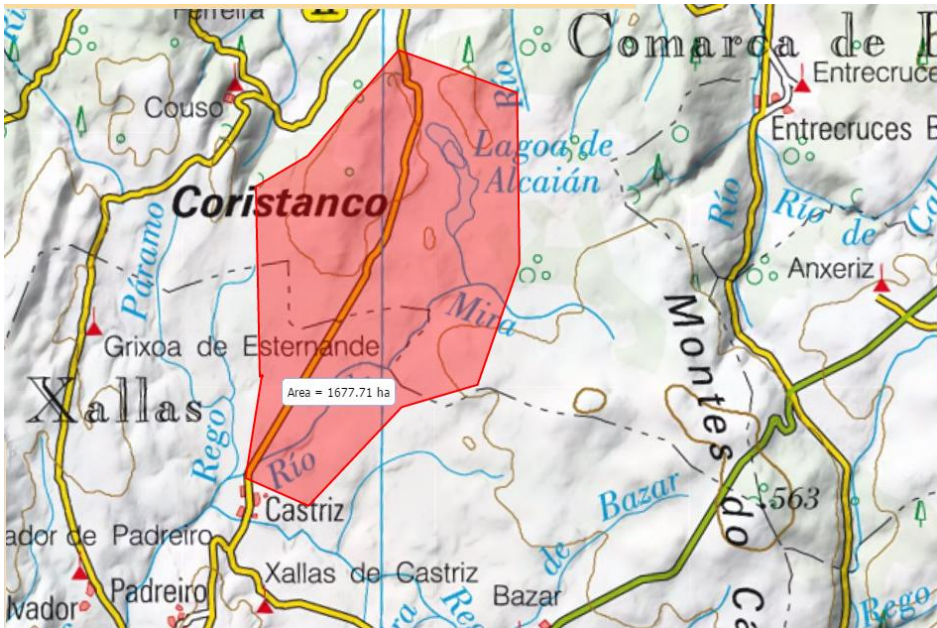 Ferreira
Comarca de
Entrecruce
Río
Couso
Entrecruces B
Lagoa de
Alcaián
Coristanco
Río
Río
de
Páramo
Anxeriz
Mira
Montes
do
Grixoa de Esternande
Area = 1677.71 ha
Xallas
Rego
Río
Castriz
Bazar
de
563
ador de Padreiro
Xallas de Castriz
Padreiro
lvador
Bazar
Rego